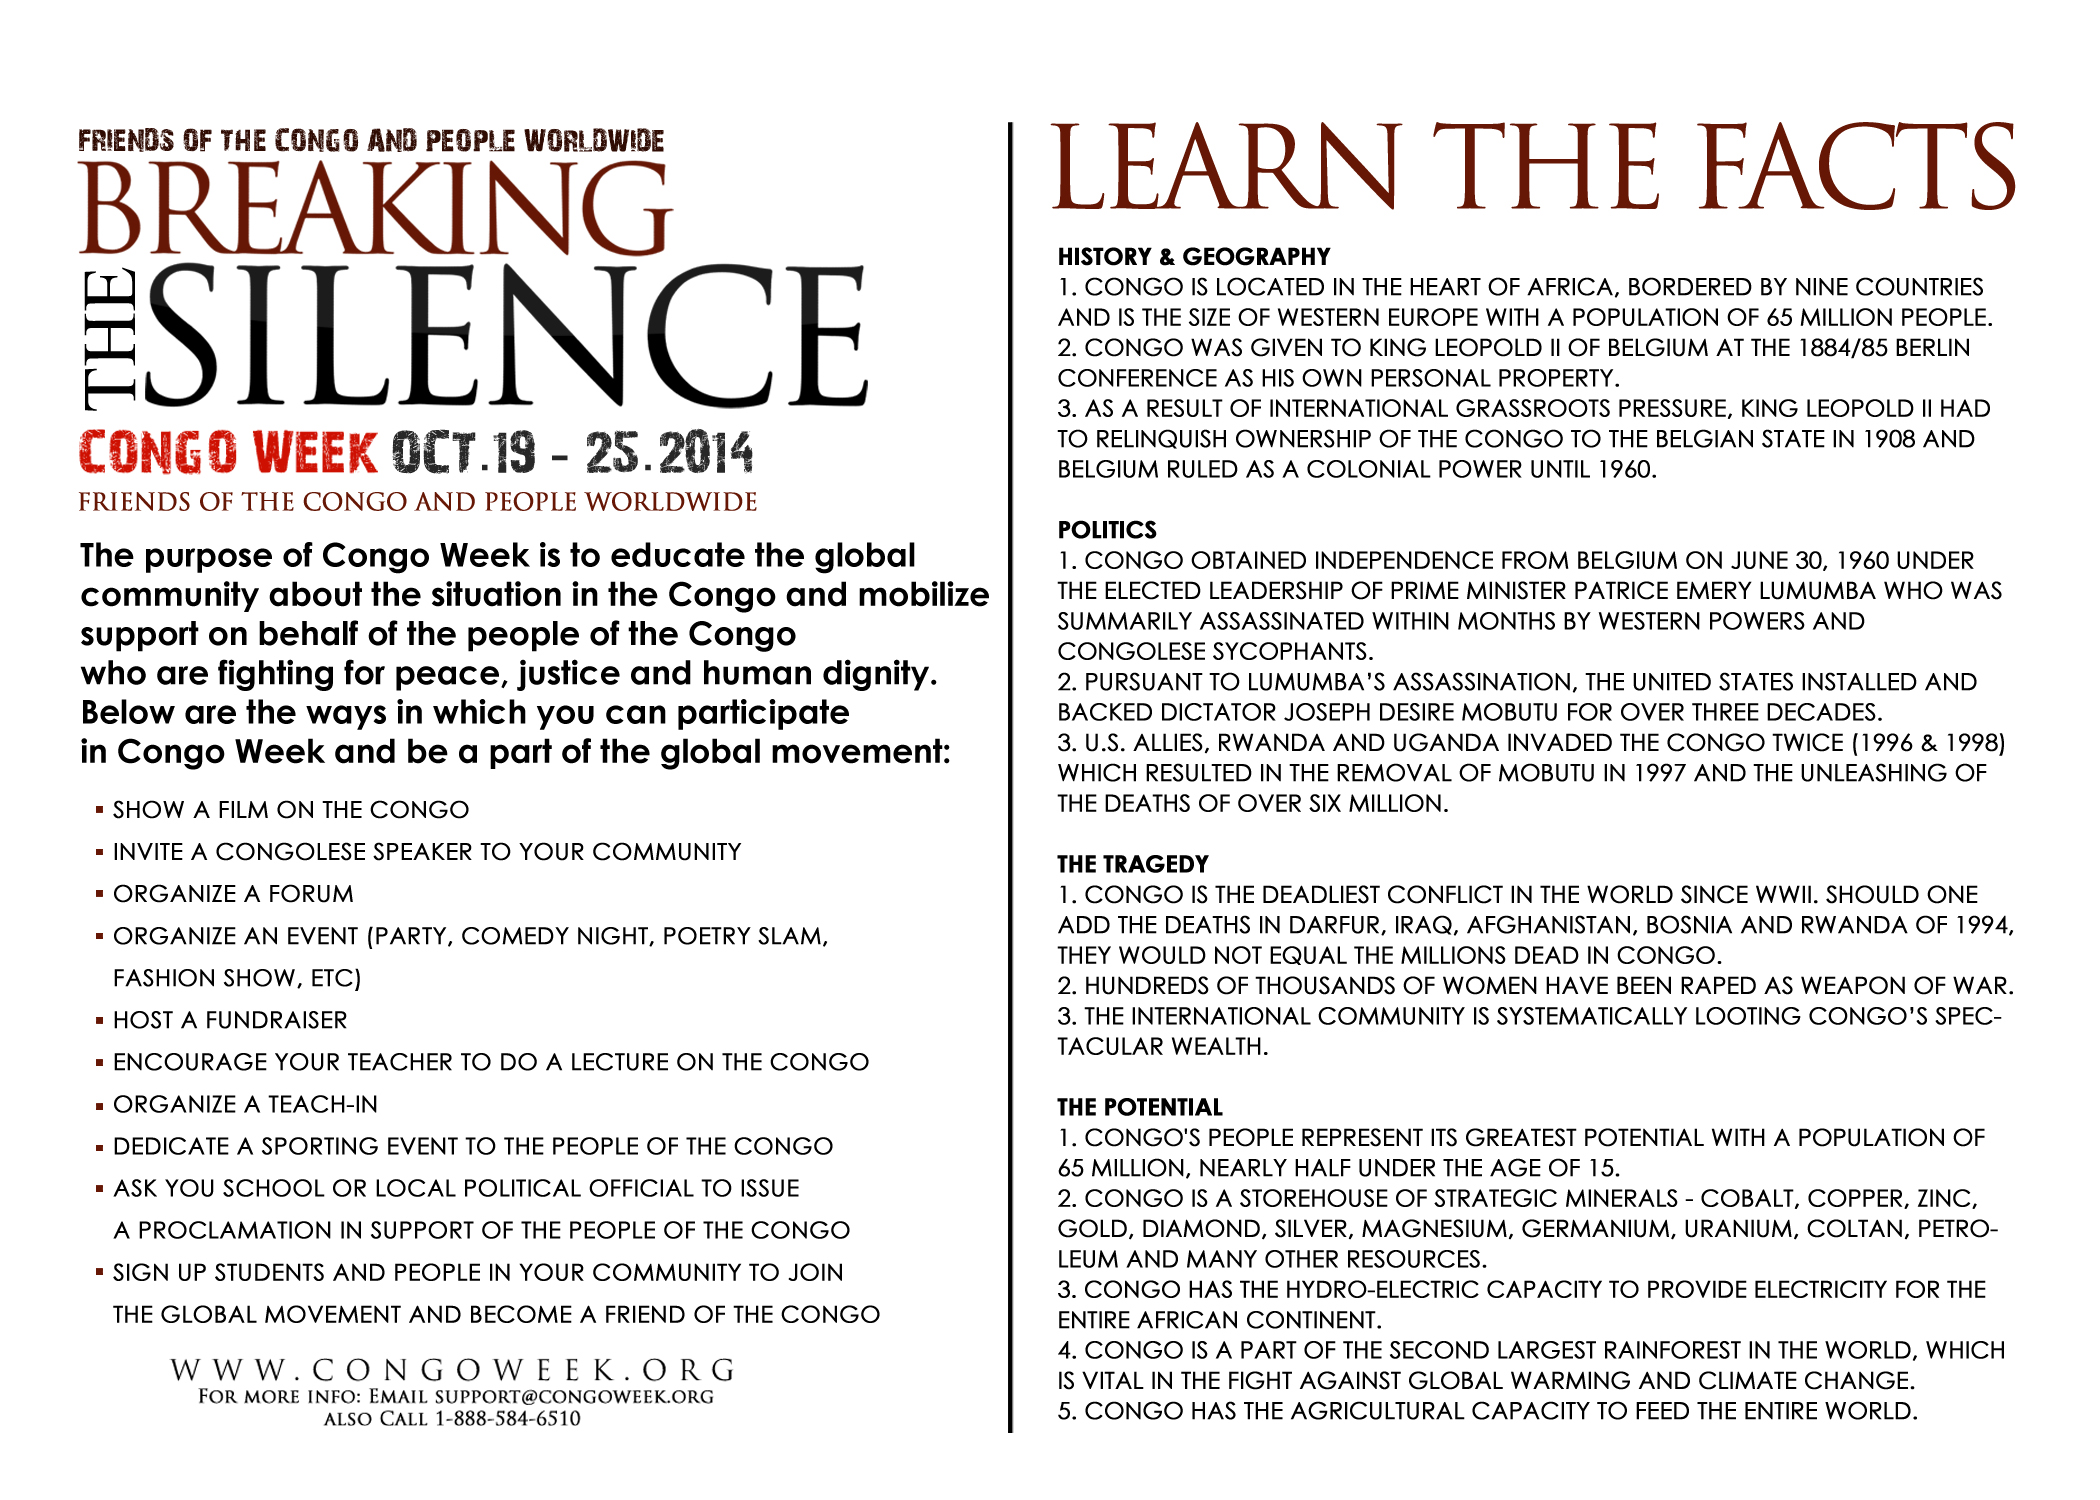 FRIENDS OF THE CONGO AND PEOPLE WORLDWIDE
BREAKING
THE SILENCE
CONGO WEEK OCT.19 - 25.2014
FRIENDS OF THE CONGO AND PEOPLE WORLDWIDE
The purpose of Congo Week is to educate the global
community about the situation in the Congo and mobilize
support on behalf of the people of the Congo
who are fighting for peace, justice and human dignity.
Below are the ways in which you can participate
in Congo Week and be a part of the global movement:
▪ SHOW A FILM ON THE CONGO
▪ INVITE A CONGOLESE SPEAKER TO YOUR COMMUNITY
▪ ORGANIZE A FORUM
▪ ORGANIZE AN EVENT (PARTY, COMEDY NIGHT, POETRY SLAM,
FASHION SHOW, ETC)
▪ HOST A FUNDRAISER
▪ ENCOURAGE YOUR TEACHER TO DO A LECTURE ON THE CONGO
▪ ORGANIZE A TEACH-IN
▪ DEDICATE A SPORTING EVENT TO THE PEOPLE OF THE CONGO
▪ ASK YOU SCHOOL OR LOCAL POLITICAL OFFICIAL TO ISSUE
A PROCLAMATION IN SUPPORT OF THE PEOPLE OF THE CONGO
▪ SIGN UP STUDENTS AND PEOPLE IN YOUR COMMUNITY TO JOIN
THE GLOBAL MOVEMENT AND BECOME A FRIEND OF THE CONGO
WWW.CONGOWEEK.ORG
FOR MORE INFO: EMAIL SUPPORT@CONGOWEEK.ORG
ALSO CALL 1-888-584-6510
LEARN THE FACTS
HISTORY & GEOGRAPHY
1. CONGO IS LOCATED IN THE HEART OF AFRICA, BORDERED BY NINE COUNTRIES
AND IS THE SIZE OF WESTERN EUROPE WITH A POPULATION OF 65 MILLION PEOPLE.
2. CONGO WAS GIVEN TO KING LEOPOLD II OF BELGIUM AT THE 1884/85 BERLIN
CONFERENCE AS HIS OWN PERSONAL PROPERTY.
3. AS A RESULT OF INTERNATIONAL GRASSROOTS PRESSURE, KING LEOPOLD II HAD
TO RELINQUISH OWNERSHIP OF THE CONGO TO THE BELGIAN STATE IN 1908 AND
BELGIUM RULED AS A COLONIAL POWER UNTIL 1960.
POLITICS
1. CONGO OBTAINED INDEPENDENCE FROM BELGIUM ON JUNE 30, 1960 UNDER
THE ELECTED LEADERSHIP OF PRIME MINISTER PATRICE EMERY LUMUMBA WHO WAS
SUMMARILY ASSASSINATED WITHIN MONTHS BY WESTERN POWERS AND
CONGOLESE SYCOPHANTS.
2. PURSUANT TO LUMUMBA’S ASSASSINATION, THE UNITED STATES INSTALLED AND
BACKED DICTATOR JOSEPH DESIRE MOBUTU FOR OVER THREE DECADES.
3. U.S. ALLIES, RWANDA AND UGANDA INVADED THE CONGO TWICE (1996 & 1998)
WHICH RESULTED IN THE REMOVAL OF MOBUTU IN 1997 AND THE UNLEASHING OF
THE DEATHS OF OVER SIX MILLION.
THE TRAGEDY
1. CONGO IS THE DEADLIEST CONFLICT IN THE WORLD SINCE WWII. SHOULD ONE
ADD THE DEATHS IN DARFUR, IRAQ, AFGHANISTAN, BOSNIA AND RWANDA OF 1994,
THEY WOULD NOT EQUAL THE MILLIONS DEAD IN CONGO.
2. HUNDREDS OF THOUSANDS OF WOMEN HAVE BEEN RAPED AS WEAPON OF WAR.
3. THE INTERNATIONAL COMMUNITY IS SYSTEMATICALLY LOOTING CONGO’S SPEC-
TACULAR WEALTH.
THE POTENTIAL
1. CONGO'S PEOPLE REPRESENT ITS GREATEST POTENTIAL WITH A POPULATION OF
65 MILLION, NEARLY HALF UNDER THE AGE OF 15.
2. CONGO IS A STOREHOUSE OF STRATEGIC MINERALS - COBALT, COPPER, ZINC,
GOLD, DIAMOND, SILVER, MAGNESIUM, GERMANIUM, URANIUM, COLTAN, PETRO-
LEUM AND MANY OTHER RESOURCES.
3. CONGO HAS THE HYDRO-ELECTRIC CAPACITY TO PROVIDE ELECTRICITY FOR THE
ENTIRE AFRICAN CONTINENT.
4. CONGO IS A PART OF THE SECOND LARGEST RAINFOREST IN THE WORLD, WHICH
IS VITAL IN THE FIGHT AGAINST GLOBAL WARMING AND CLIMATE CHANGE.
5. CONGO HAS THE AGRICULTURAL CAPACITY TO FEED THE ENTIRE WORLD.